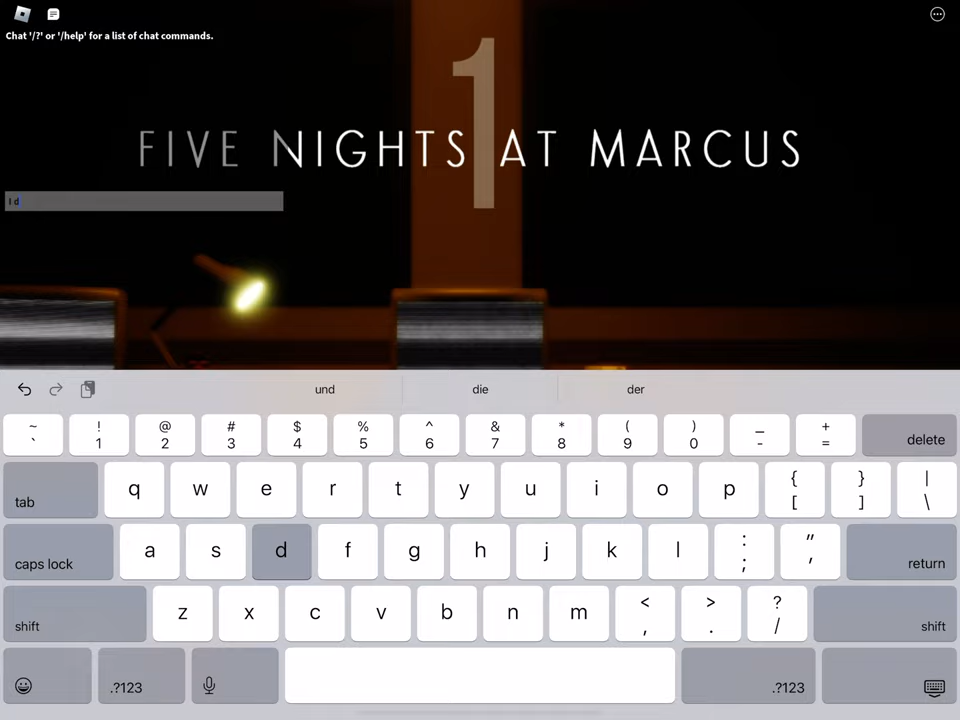 Chat '/?' or '/help' for a list of chat commands.
1
FIVE NIGHTS AT MARCUS
I d
und die der
~ ! @ # $ % ^ & * ( ) _ +
` 1 2 3 4 5 6 7 8 9 0 - = delete
tab q w e r t y u i o p { [ } ] | \
caps lock a s d f g h j k l : ; " ' return
shift z x c v b n m < , > . ? / shift
.?123 .?123